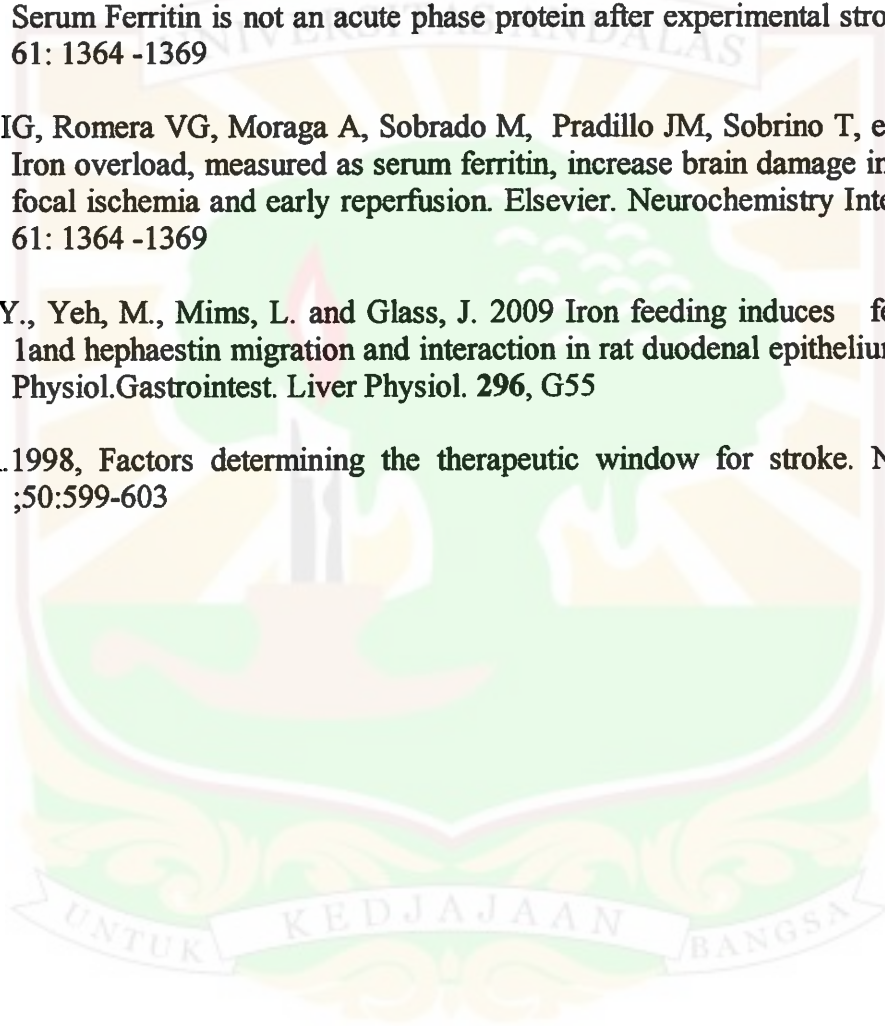 Serum Ferritin is not an acute phase protein after experimental stro
UNIVERSITAS ANDALAS
61: 1364 -1369
IG, Romera VG, Moraga A, Sobrado M, Pradillo JM, Sobrino T, e
Iron overload, measured as serum ferritin, increase brain damage in
focal ischemia and early reperfusion. Elsevier. Neurochemistry Inte
61: 1364 -1369
Y., Yeh, M., Mims, L. and Glass, J. 2009 Iron feeding induces fe
1and hephaestin migration and interaction in rat duodenal epitheliun
Physiol.Gastrointest. Liver Physiol. 296, G55
.1998, Factors determining the therapeutic window for stroke. N
;50:599-603
UNTUK KEDJAJAAN BANGSA